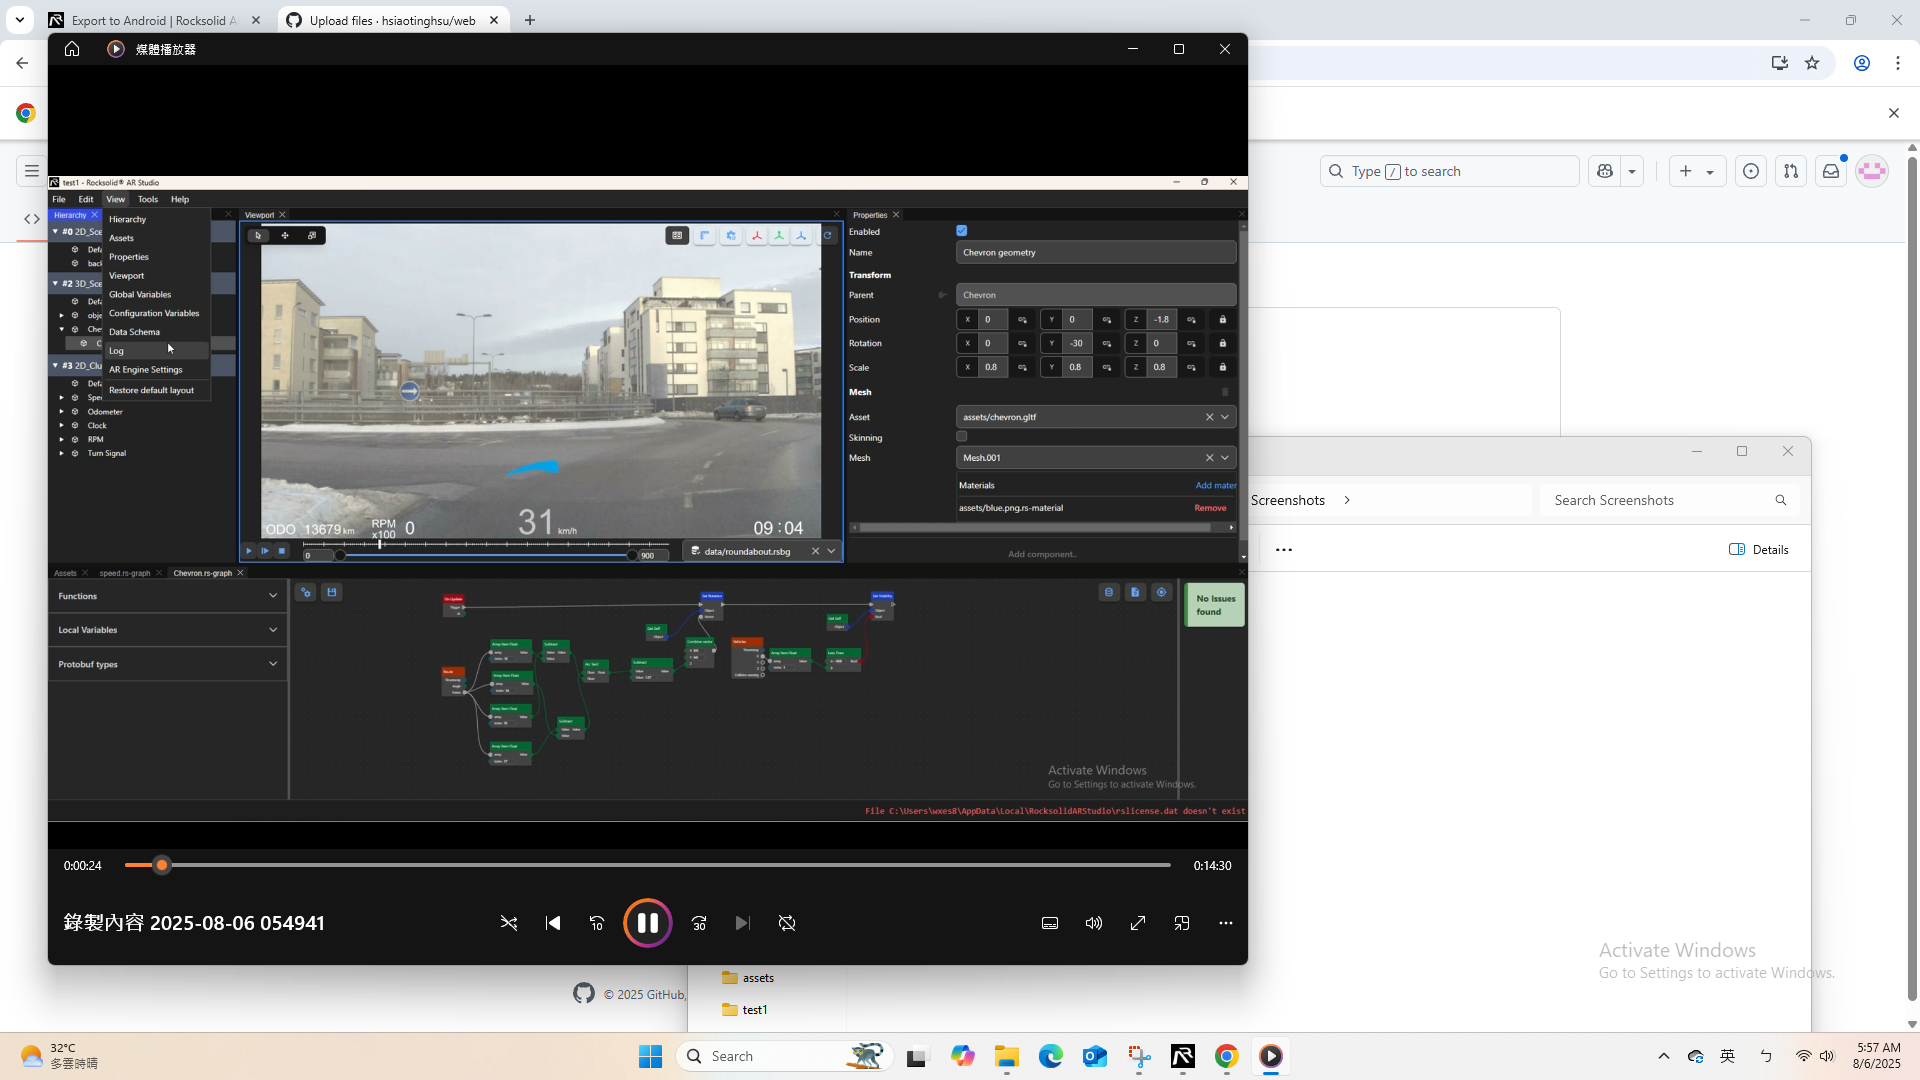 Export to Android | Rocksolid A
Upload files · hsiaotinghsu/web
媒體播放器
Type / to search
test1 - Rocksolid® AR Studio
File Edit View Tools Help
Hierarchy
Viewport
Properties
#0 2D_Sce
Defa
back
#2 3D_Sce
Defa
obje
Che
C
#3 2D_Clu
Defa
Spe
Odometer
Clock
RPM
Turn Signal
Hierarchy
Assets
Properties
Viewport
Global Variables
Configuration Variables
Data Schema
Log
AR Engine Settings
Restore default layout
ODO 13679 km
RPM x100 0
31 km/h
09:04
0
900
data/roundabout.rsbg
Enabled
Name Chevron geometry
Transform
Parent Chevron
Position X 0 Y 0 Z -1.8
Rotation X 0 Y -30 Z 0
Scale X 0.8 Y 0.8 Z 0.8
Mesh
Asset assets/chevron.gltf
Skinning
Mesh Mesh.001
Materials Add mater
assets/blue.png.rs-material Remove
Add component..
Assets
speed.rs-graph
Chevron.rs-graph
Functions
Local Variables
Protobuf types
No Issues found
Activate Windows
Go to Settings to activate Windows.
File C:\Users\wxes8\AppData\Local\RocksolidARStudio\rslicense.dat doesn't exist
0:00:24
0:14:30
錄製內容 2025-08-06 054941
10
30
Screenshots
Search Screenshots
Details
Activate Windows
Go to Settings to activate Windows.
assets
test1
© 2025 GitHub,
32°C
多雲時晴
Search
英
ㄅ
5:57 AM
8/6/2025